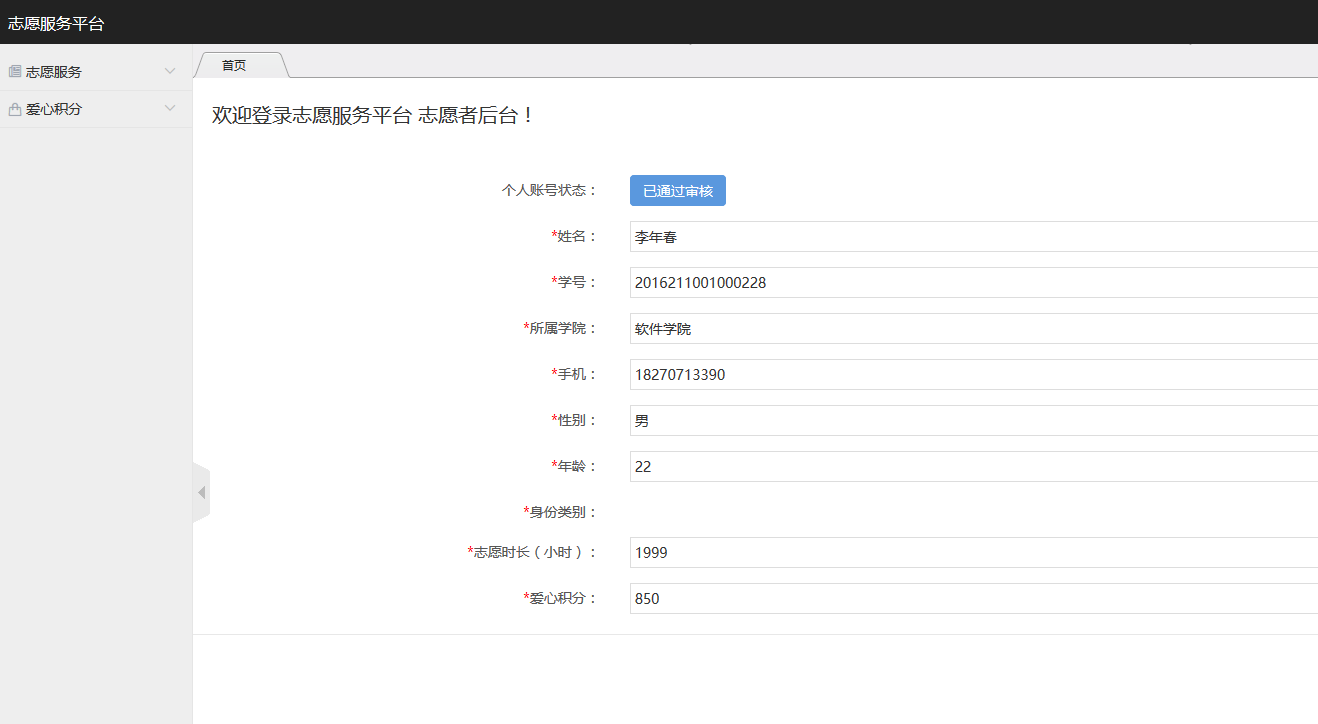 志愿服务平台
志愿服务
爱心积分
首页
欢迎登录志愿服务平台 志愿者后台！
个人账号状态： 已通过审核
*姓名： 李年春
*学号： 2016211001000228
*所属学院： 软件学院
*手机： 18270713390
*性别： 男
*年龄： 22
*身份类别：
*志愿时长（小时）： 1999
*爱心积分： 850